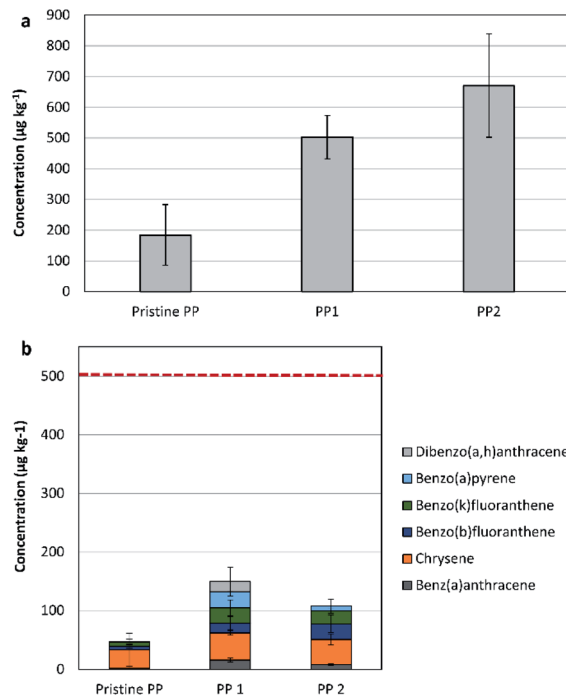 a
Concentration (µg kg⁻¹)
900
800
700
600
500
400
300
200
100
0
Pristine PP
PP1
PP2
b
Concentration (µg kg-1)
500
400
300
200
100
0
Pristine PP
PP 1
PP 2
Dibenzo(a,h)anthracene
Benzo(a)pyrene
Benzo(k)fluoranthene
Benzo(b)fluoranthene
Chrysene
Benz(a)anthracene